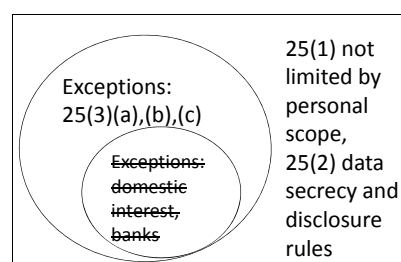 Exceptions:
25(3)(a),(b),(c)
Exceptions:
domestic
interest,
banks
25(1) not
limited by
personal
scope,
25(2) data
secrecy and
disclosure
rules